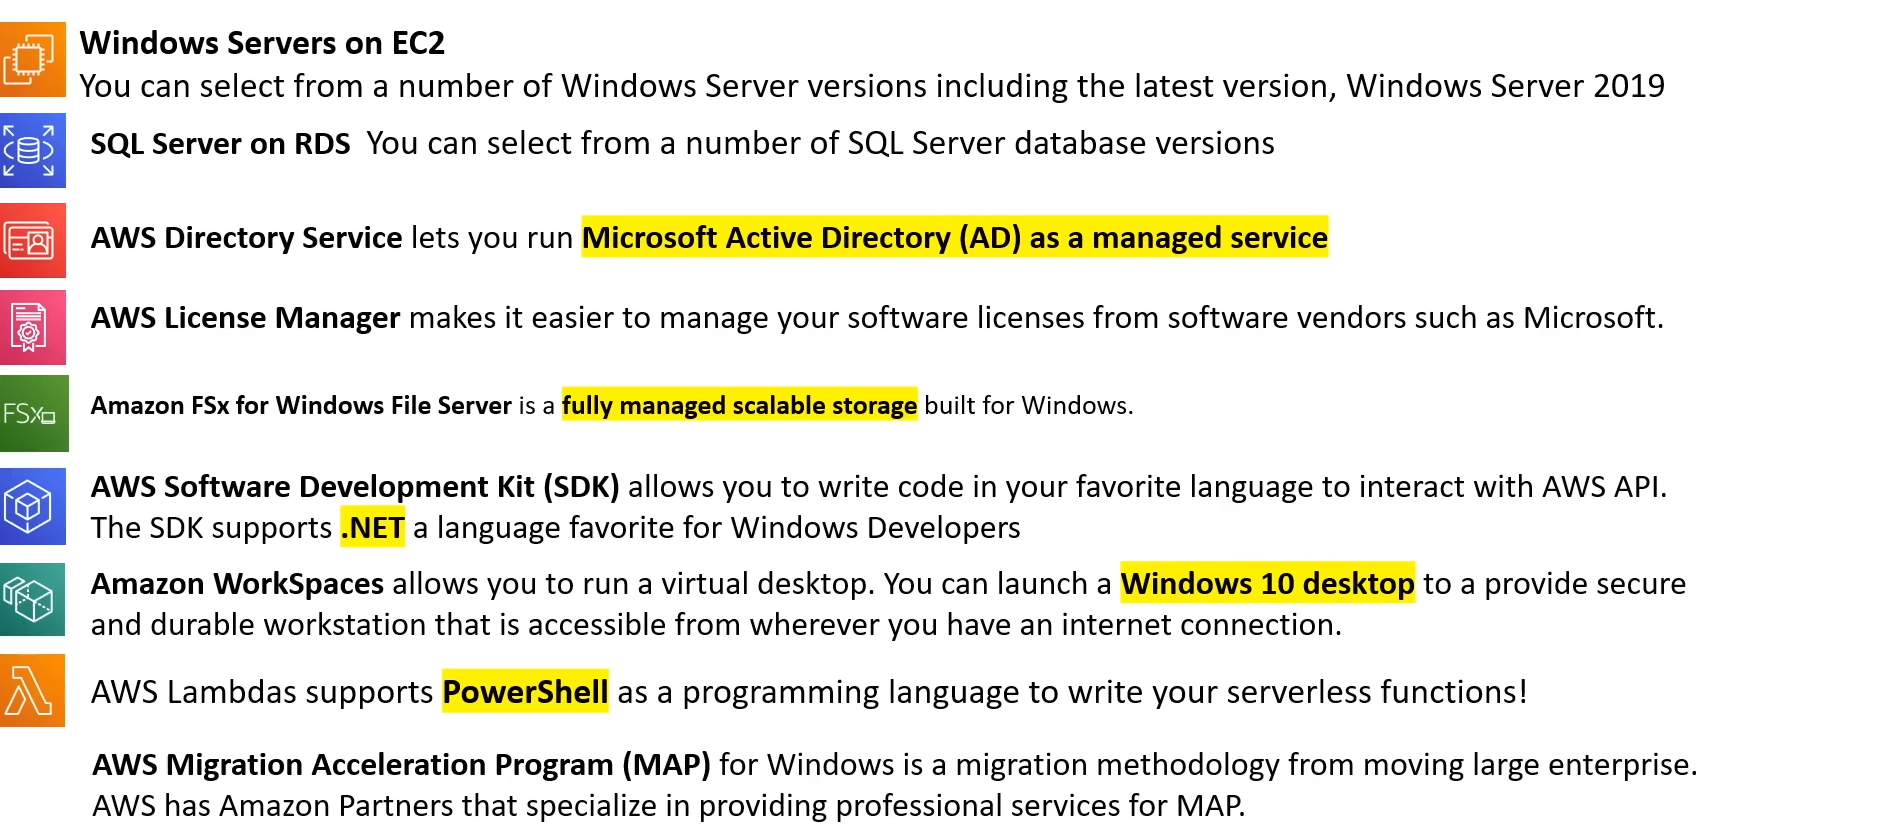 Windows Servers on EC2
You can select from a number of Windows Server versions including the latest version, Windows Server 2019
SQL Server on RDS You can select from a number of SQL Server database versions
AWS Directory Service lets you run Microsoft Active Directory (AD) as a managed service
AWS License Manager makes it easier to manage your software licenses from software vendors such as Microsoft.
FSx
Amazon FSx for Windows File Server is a fully managed scalable storage built for Windows.
AWS Software Development Kit (SDK) allows you to write code in your favorite language to interact with AWS API.
The SDK supports .NET a language favorite for Windows Developers
Amazon WorkSpaces allows you to run a virtual desktop. You can launch a Windows 10 desktop to a provide secure
and durable workstation that is accessible from wherever you have an internet connection.
AWS Lambdas supports PowerShell as a programming language to write your serverless functions!
AWS Migration Acceleration Program (MAP) for Windows is a migration methodology from moving large enterprise.
AWS has Amazon Partners that specialize in providing professional services for MAP.